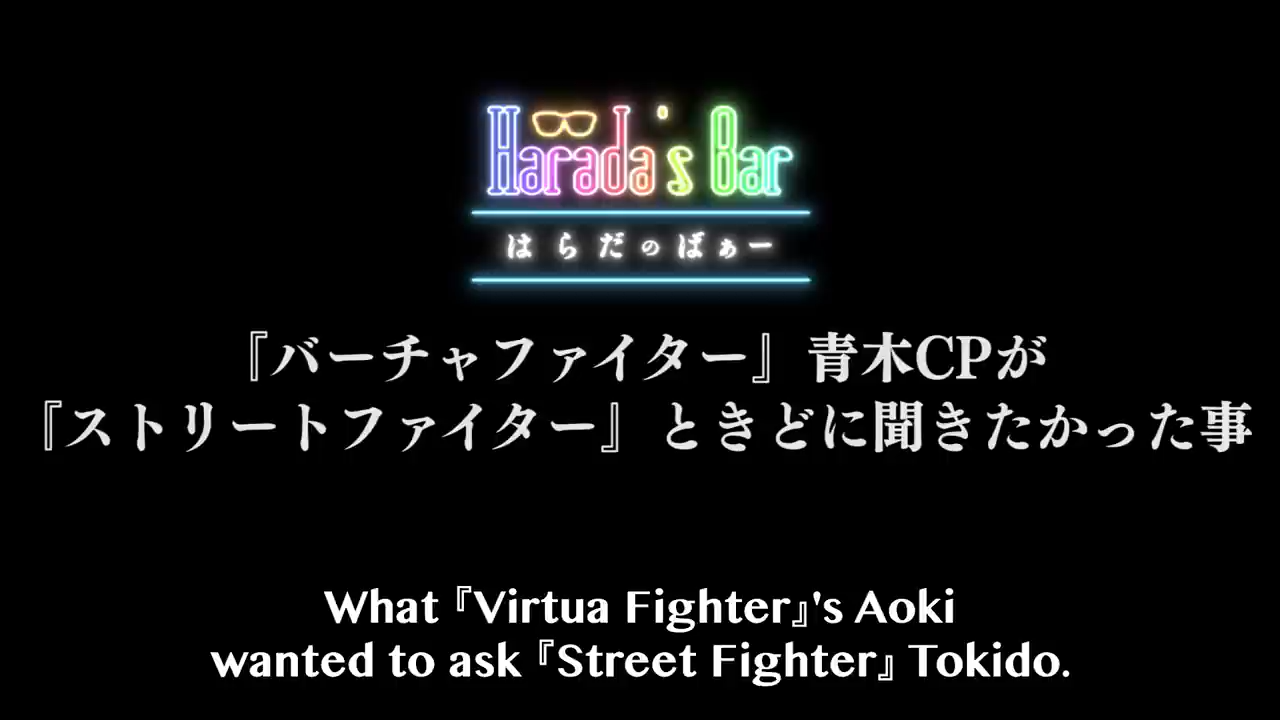 Harada's Bar
はらだのばぁー
『バーチャファイター』青木CPが
『ストリートファイター』ときどに聞きたかった事
What『Virtua Fighter』's Aoki
wanted to ask『Street Fighter』Tokido.